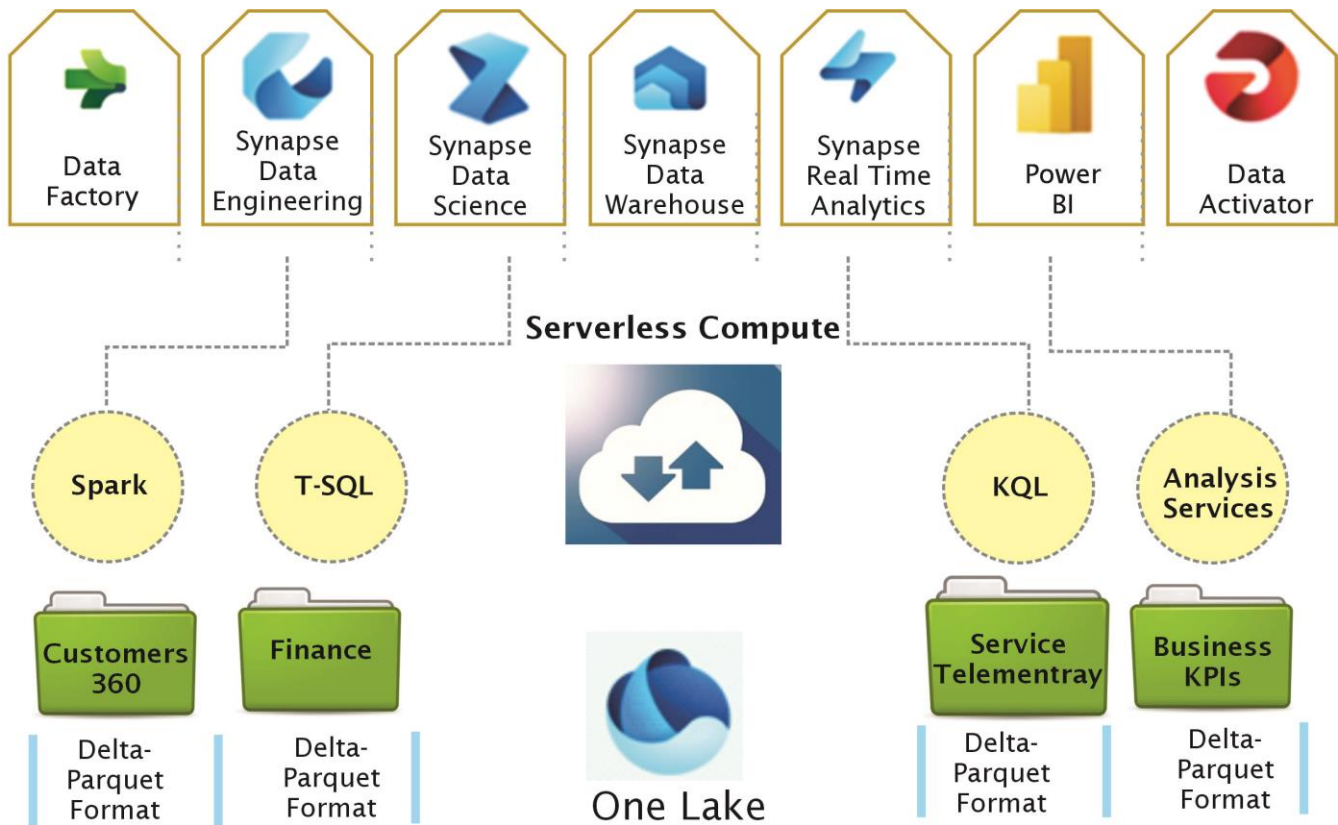 Data
Factory
Synapse
Data
Engineering
Synapse
Data
Science
Synapse
Data
Warehouse
Synapse
Real Time
Analytics
Power
BI
Data
Activator
Serverless Compute
Spark
T-SQL
KQL
Analysis
Services
Customers
360
Finance
Service
Telementray
Business
KPIs
Delta-
Parquet
Format
Delta-
Parquet
Format
One Lake
Delta-
Parquet
Format
Delta-
Parquet
Format